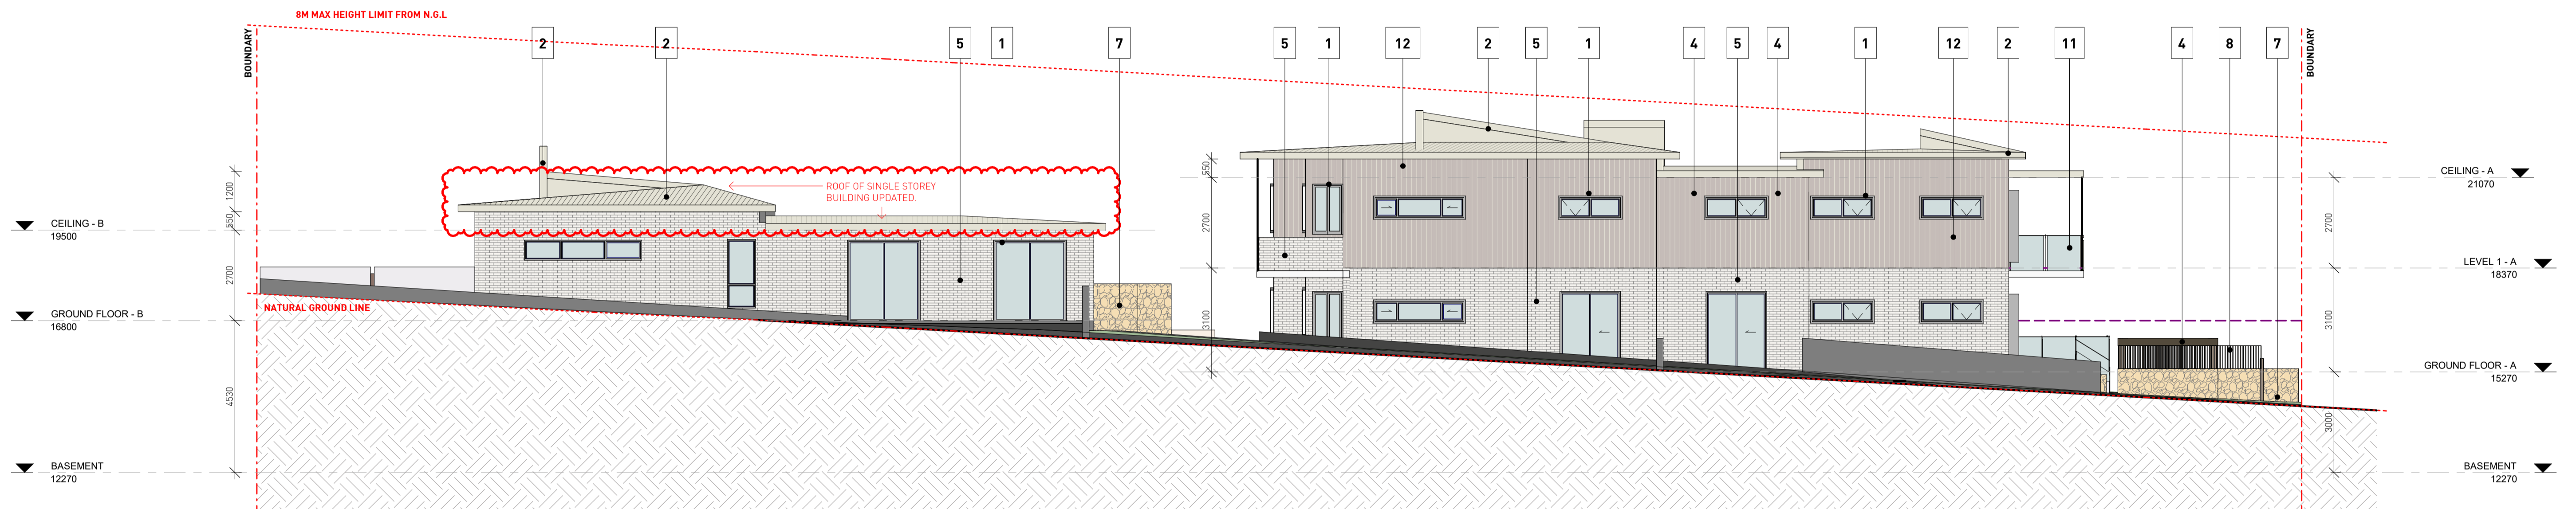 8M MAX HEIGHT LIMIT FROM N.G.L
BOUNDARY
2
2
5
1
7
5
1
12
2
5
1
4
5
4
1
12
2
11
4
8
7
BOUNDARY
ROOF OF SINGLE STOREY
BUILDING UPDATED.
CEILING - B
19500
GROUND FLOOR - B
16800
BASEMENT
12270
1200
550
2700
4530
NATURAL GROUND LINE
550
2700
3100
2700
3100
3000
CEILING - A
21070
LEVEL 1 - A
18370
GROUND FLOOR - A
15270
BASEMENT
12270